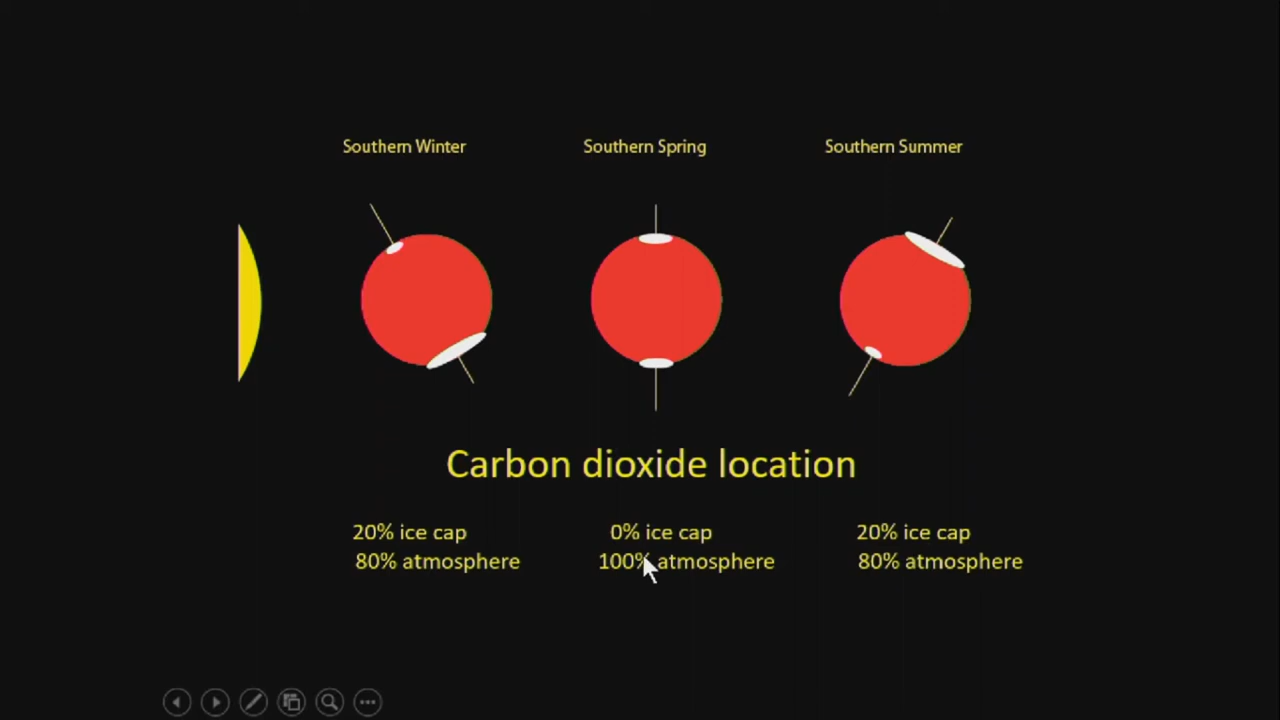 Southern Winter
Southern Spring
Southern Summer
Carbon dioxide location
20% ice cap
80% atmosphere
0% ice cap
100% atmosphere
20% ice cap
80% atmosphere